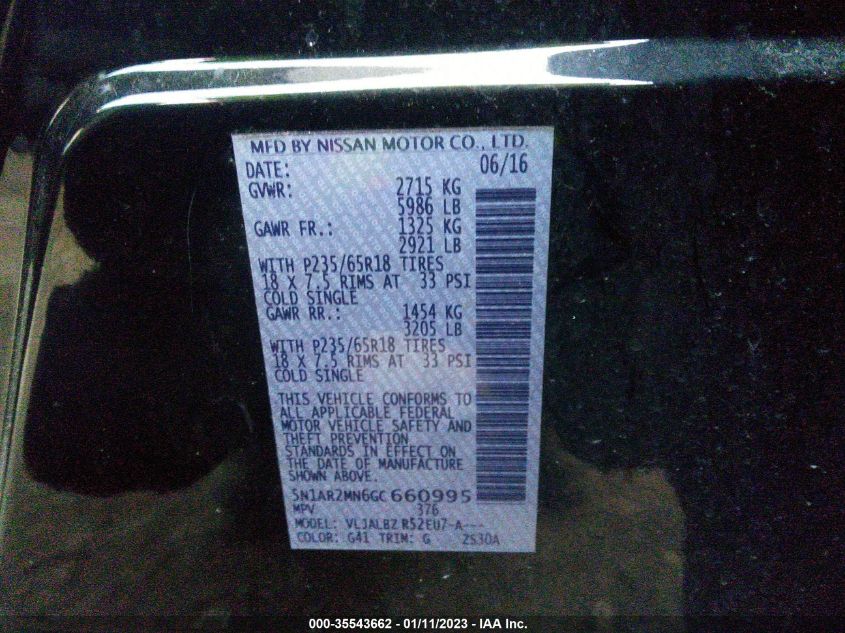 MFD BY NISSAN MOTOR CO., LTD.
DATE: 06/16
GVWR: 2715 KG
5986 LB
GAWR FR.: 1325 KG
2921 LB
WITH P235/65R18 TIRES
18 X 7.5 RIMS AT 33 PSI
COLD SINGLE
GAWR RR.: 1454 KG
3205 LB
WITH P235/65R18 TIRES
18 X 7.5 RIMS AT 33 PSI
COLD SINGLE
THIS VEHICLE CONFORMS TO
ALL APPLICABLE FEDERAL
MOTOR VEHICLE SAFETY AND
THEFT PREVENTION
STANDARDS IN EFFECT ON
THE DATE OF MANUFACTURE
SHOWN ABOVE.
5N1AR2MN6GC660995
MPV 376
MODEL: VLJALBZ R52EU7-A---
COLOR: G41 TRIM: G 2S30A
000-35543662 - 01/11/2023 - IAA Inc.